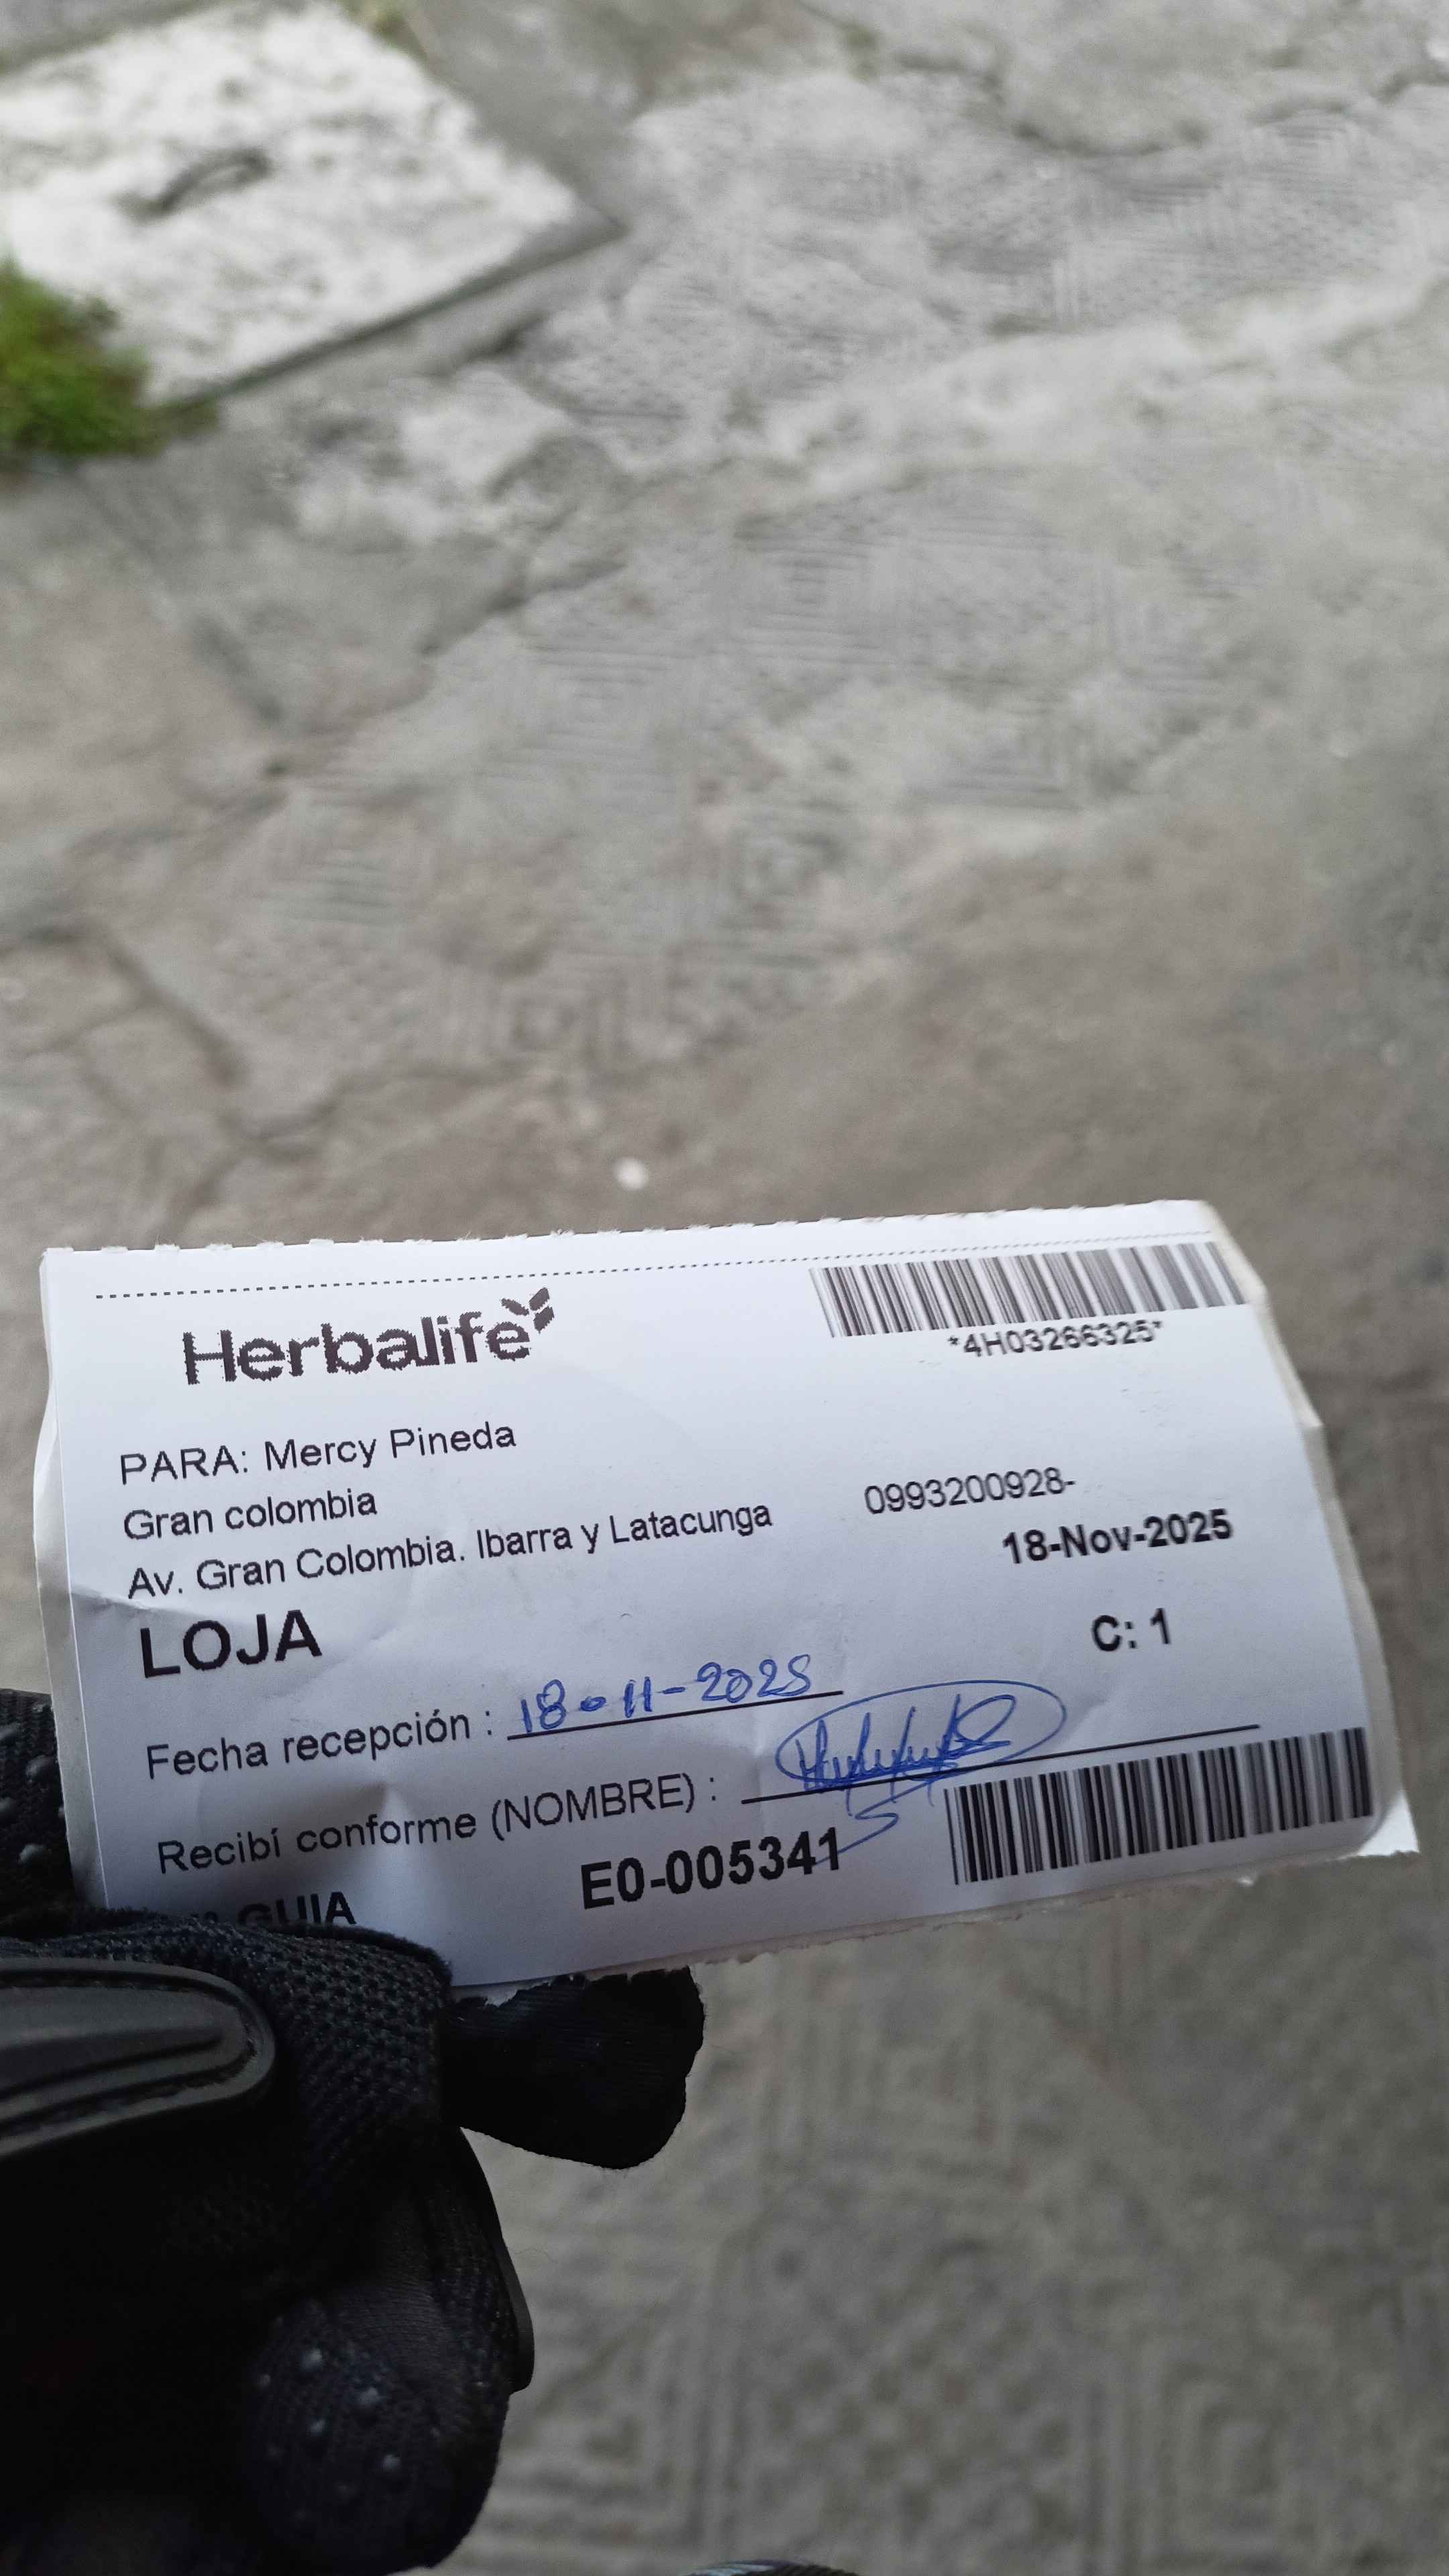 Herbalife
*4H03266325*
PARA: Mercy Pineda
Gran colombia
Av. Gran Colombia. Ibarra y Latacunga 0993200928-
18-Nov-2025
LOJA
C: 1
Fecha recepción : 18-11-2025
Recibí conforme (NOMBRE) :
GUIA E0-005341